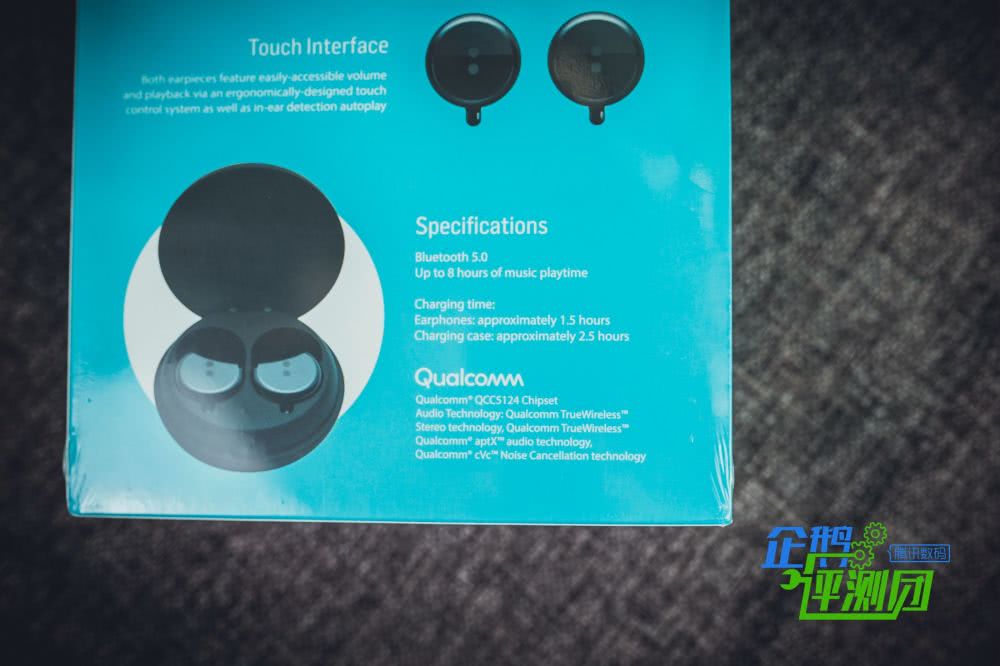 Touch Interface
Both earpieces feature easily-accessible volume
and playback via an ergonomically-designed touch
control system as well as in-ear detection autoplay
Specifications
Bluetooth 5.0
Up to 8 hours of music playtime
Charging time:
Earphones: approximately 1.5 hours
Charging case: approximately 2.5 hours
Qualcomm
Qualcomm® QCC5124 Chipset
Audio Technology: Qualcomm TrueWireless™
Stereo technology, Qualcomm TrueWireless™
Qualcomm® aptX™ audio technology,
Qualcomm® cVc™ Noise Cancellation technology
企鹅
腾讯数码
评测团